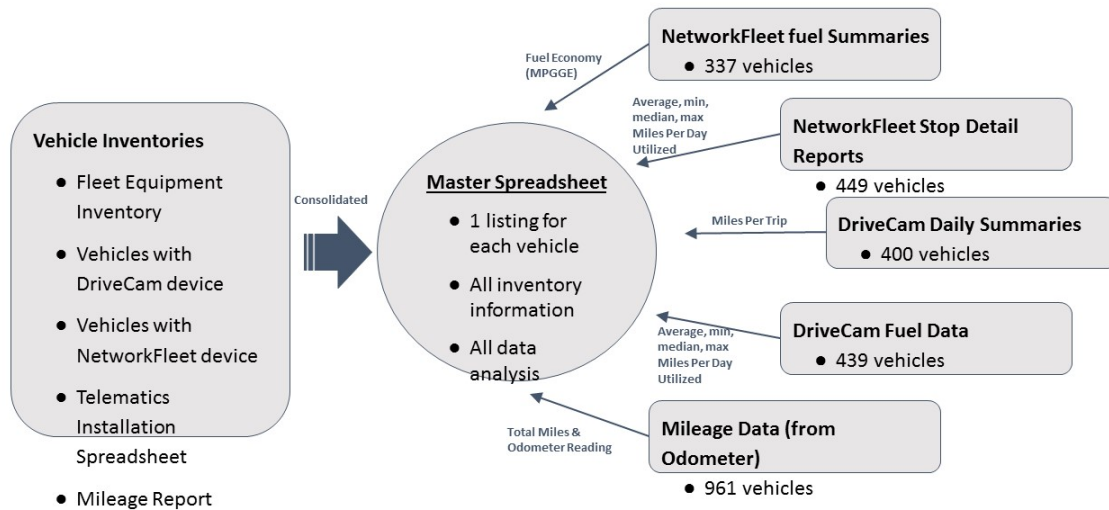 Vehicle Inventories
● Fleet Equipment
Inventory
● Vehicles with
DriveCam device
● Vehicles with
NetworkFleet device
● Telematics
Installation
Spreadsheet
● Mileage Report
Consolidated
Master Spreadsheet
● 1 listing for
each vehicle
● All inventory
information
● All data
analysis
Fuel Economy
(MPGGE)
NetworkFleet fuel Summaries
● 337 vehicles
Average, min,
median, max
Miles Per Day
Utilized
NetworkFleet Stop Detail
Reports
● 449 vehicles
Miles Per Trip
DriveCam Daily Summaries
● 400 vehicles
Average, min,
median, max
Miles Per Day
Utilized
DriveCam Fuel Data
● 439 vehicles
Total Miles &
Odometer Reading
Mileage Data (from
Odometer)
● 961 vehicles